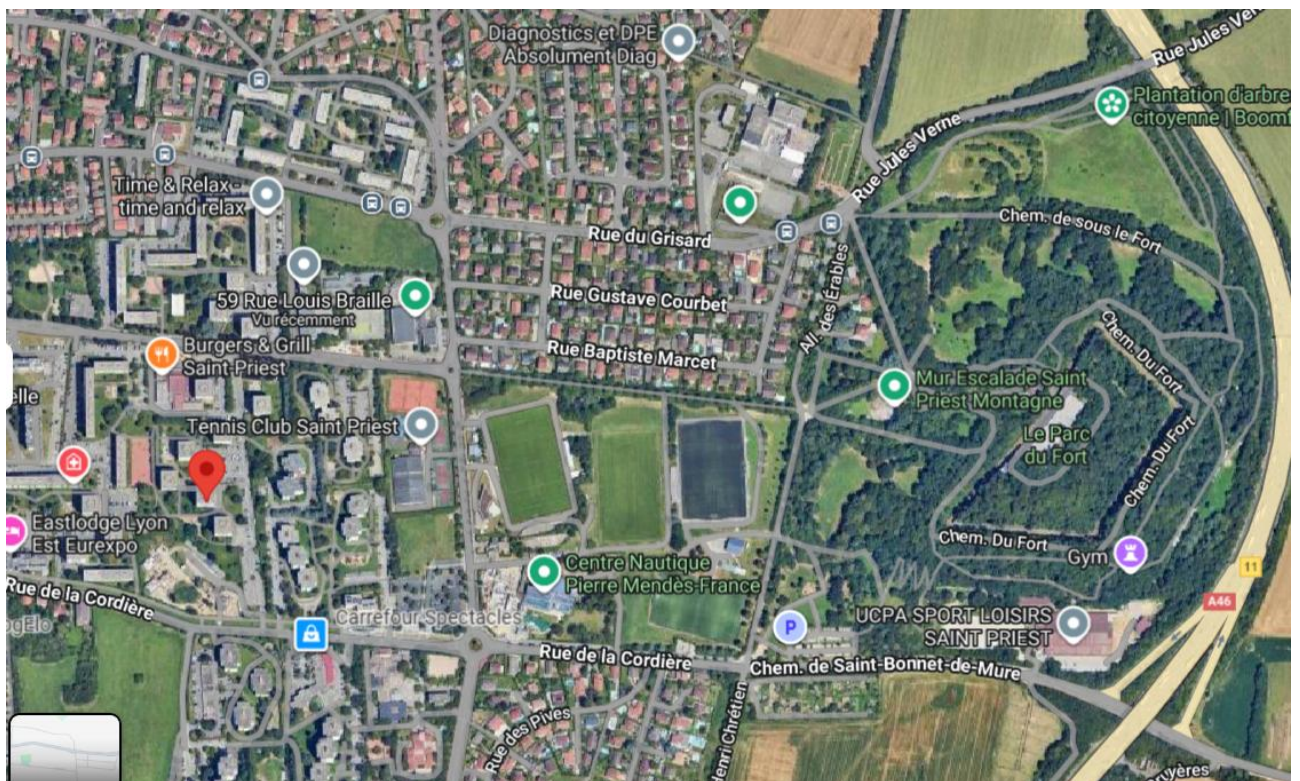 Diagnostics et DPE
Absolument Diag
Rue Jules Verne
Plantation d'arbre
citoyenne | Boomf
Rue Jules Verne
Time & Relax -
time and relax
Chem. de sous le Fort
Rue du Grisard
59 Rue Louis Braille
Vu récemment
Rue Gustave Courbet
All. des Érables
Burgers & Grill
Saint-Priest
Rue Baptiste Marcet
Chem. Du Fort
elle
Mur Escalade Saint
Priest Montagne
Tennis Club Saint Priest
Le Parc
du Fort
Chem. Du Fort
Eastlodge Lyon
Est Eurexpo
Chem. Du Fort
Gym
11
Centre Nautique
Pierre Mendès-France
Rue de la Cordière
A46
ogElo
Carrefour Spectacles
P
UCPA SPORT LOISIRS
SAINT PRIEST
Rue de la Cordière
Chem. de Saint-Bonnet-de-Mure
Rue des Pives
Henri Chrétien
uyères